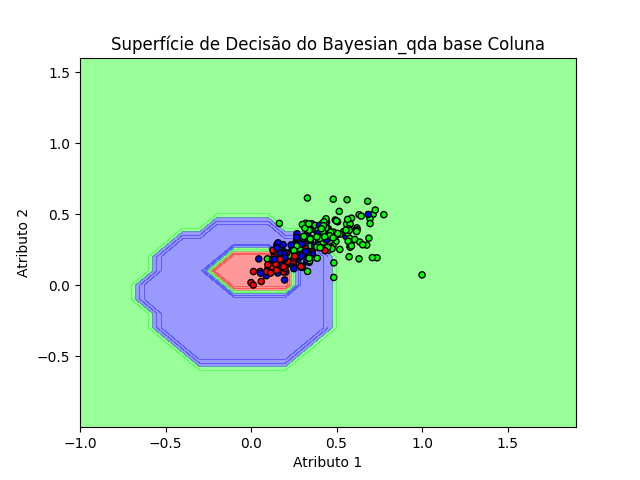 Superfície de Decisão do Bayesian_qda base Coluna
1.5
1.0
0.5
0.0
−0.5
Atributo 2
−1.0 −0.5 0.0 0.5 1.0 1.5
Atributo 1